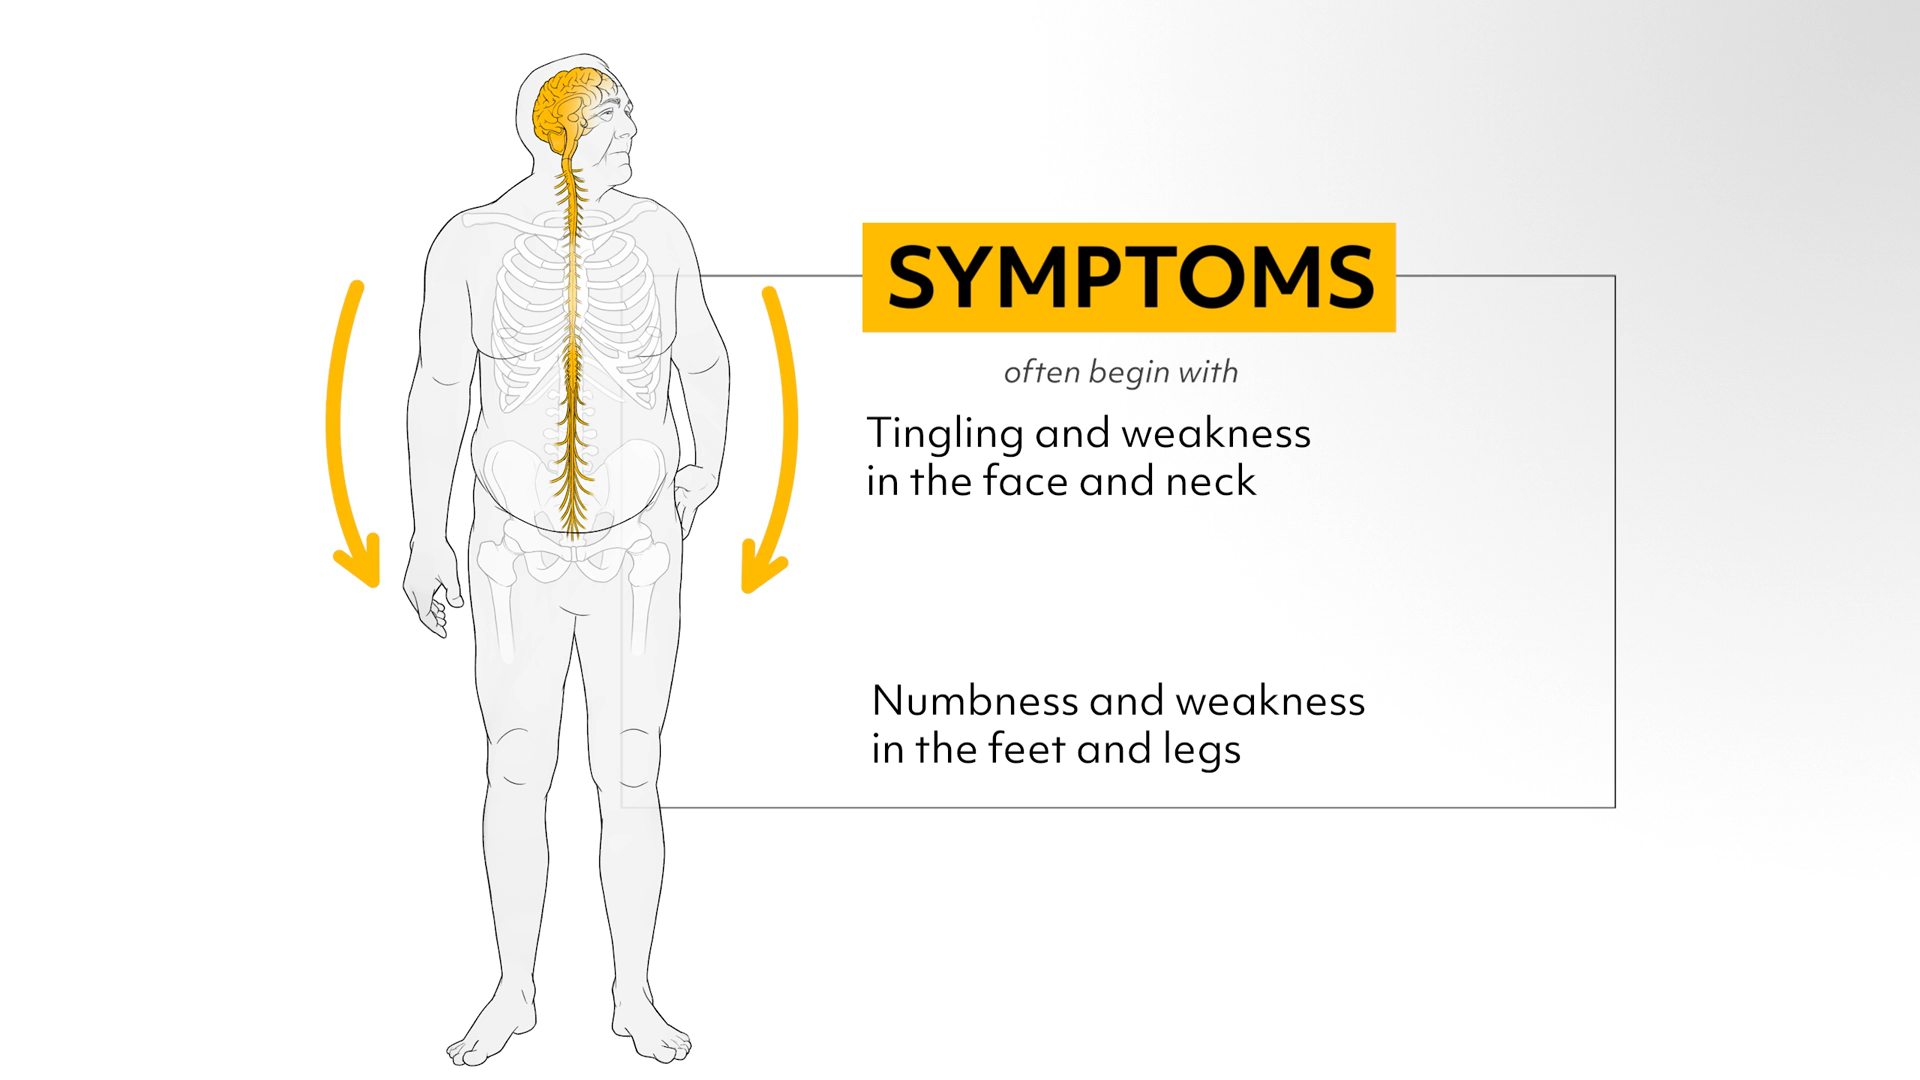 SYMPTOMS
often begin with
Tingling and weakness
in the face and neck
Numbness and weakness
in the feet and legs